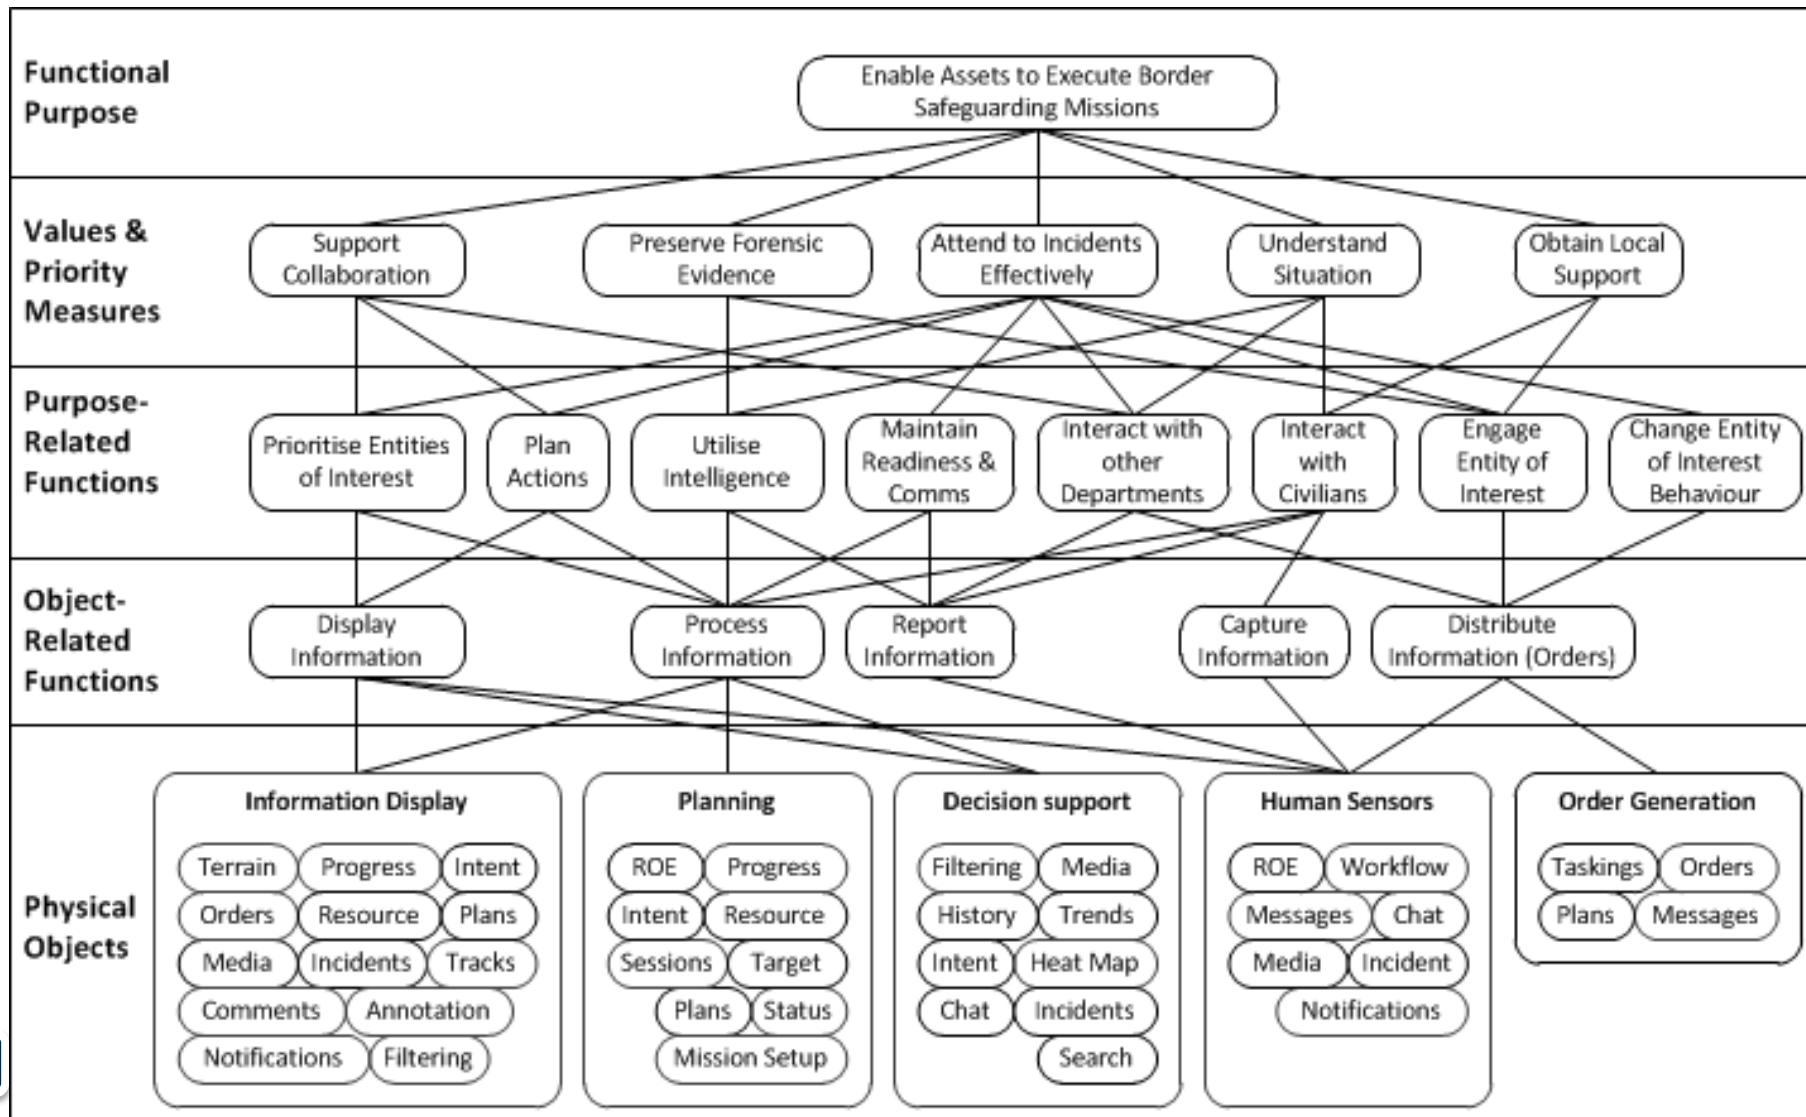 Functional
Purpose
Enable Assets to Execute Border
Safeguarding Missions
Values &
Priority
Measures
Support
Collaboration
Preserve Forensic
Evidence
Attend to Incidents
Effectively
Understand
Situation
Obtain Local
Support
Purpose-
Related
Functions
Prioritise Entities
of Interest
Plan
Actions
Utilise
Intelligence
Maintain
Readiness &
Comms
Interact with
other
Departments
Interact
with
Civilians
Engage
Entity of
Interest
Change Entity
of Interest
Behaviour
Object-
Related
Functions
Display
Information
Process
Information
Report
Information
Capture
Information
Distribute
Information (Orders)
Physical
Objects
Information Display
Terrain Progress Intent
Orders Resource Plans
Media Incidents Tracks
Comments Annotation
Notifications Filtering
Planning
ROE Progress
Intent Resource
Sessions Target
Plans Status
Mission Setup
Decision support
Filtering Media
History Trends
Intent Heat Map
Chat Incidents
Search
Human Sensors
ROE Workflow
Messages Chat
Media Incident
Notifications
Order Generation
Taskings Orders
Plans Messages